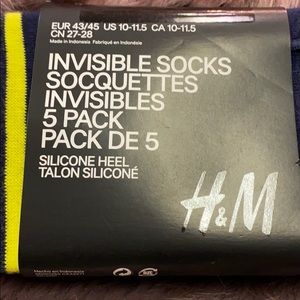 EUR 43/45 US 10-11.5 CA 10-11.5
CN 27-28
Made in Indonesia Fabriqué en Indonésie
INVISIBLE SOCKS
SOCQUETTES
INVISIBLES
5 PACK
PACK DE 5
SILICONE HEEL
TALON SILICONÉ
H&M